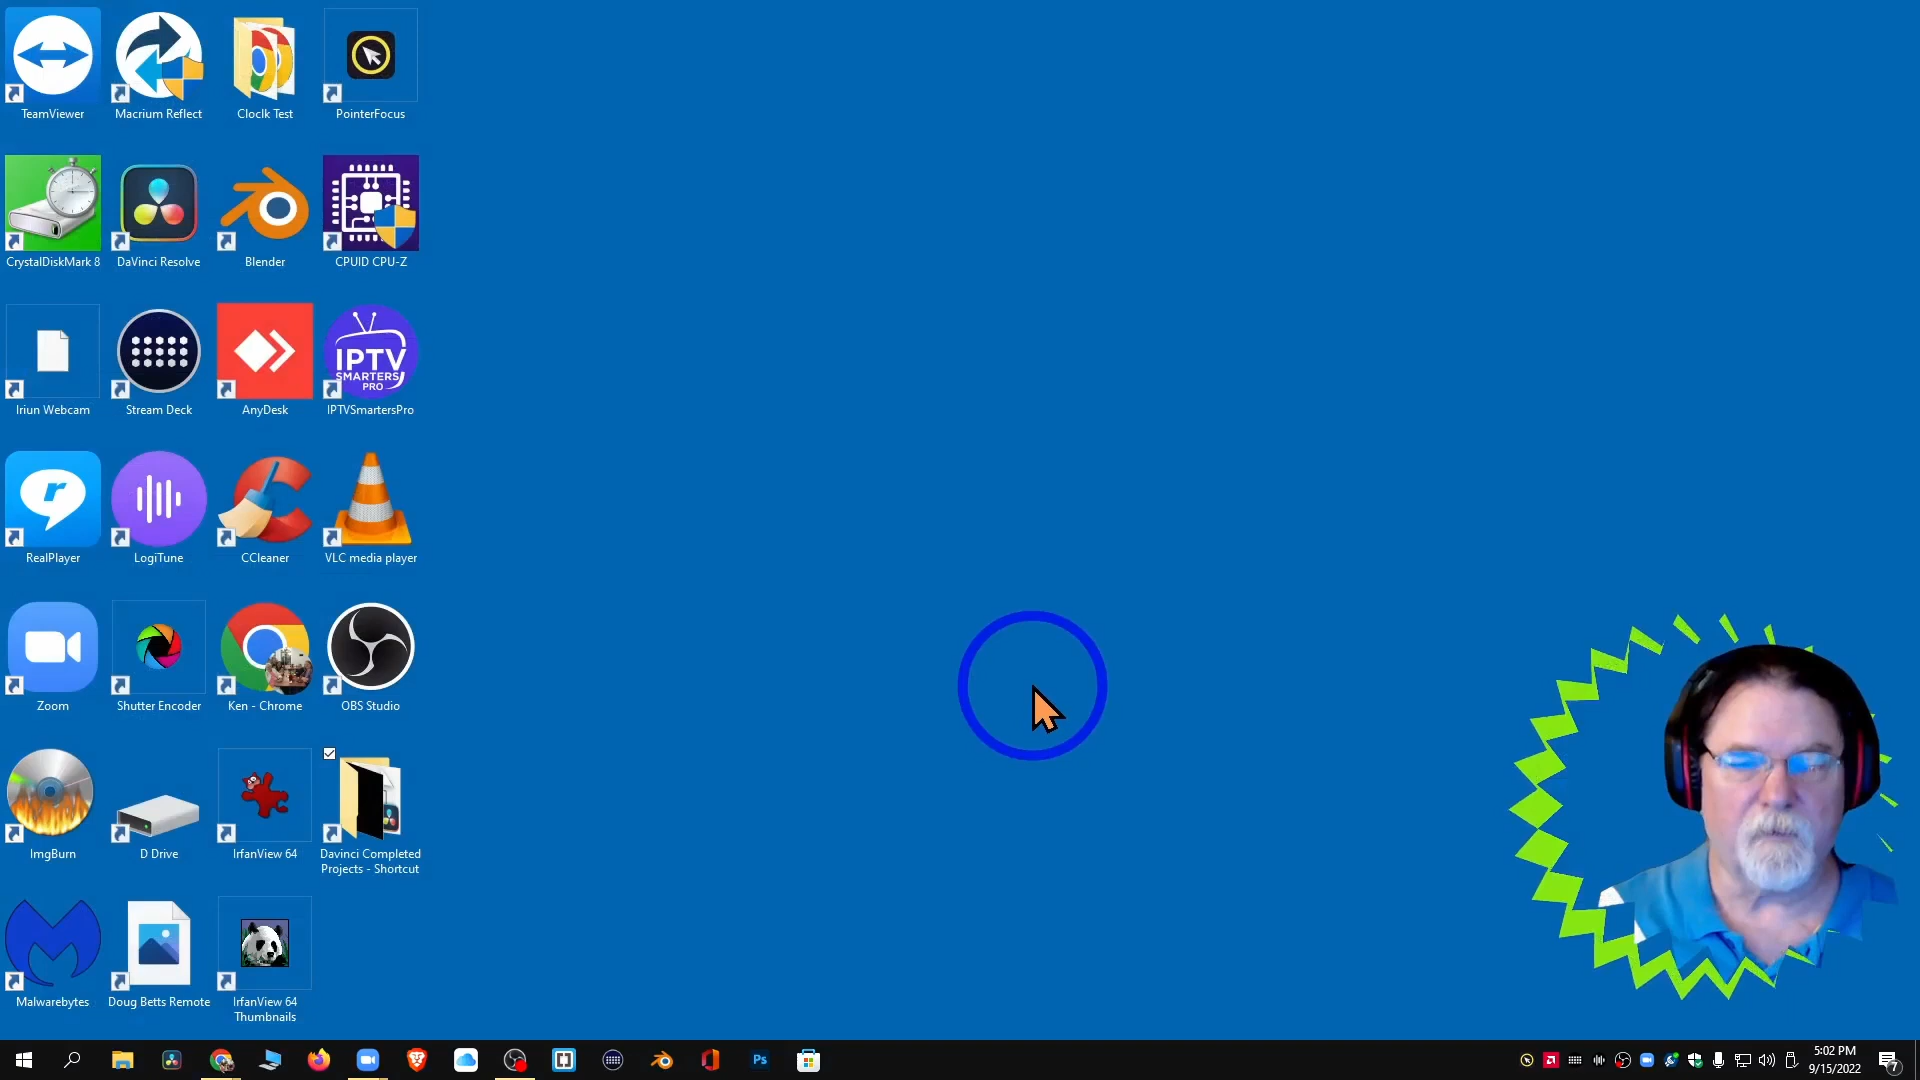 TeamViewer
Macrium Reflect
Cloclk Test
PointerFocus
CrystalDiskMark 8
DaVinci Resolve
Blender
CPUID CPU-Z
IPTV
SMARTERS
PRO
Iriun Webcam
Stream Deck
AnyDesk
IPTVSmartersPro
r
RealPlayer
LogiTune
CCleaner
VLC media player
Zoom
Shutter Encoder
Ken - Chrome
OBS Studio
ImgBurn
D Drive
IrfanView 64
Davinci Completed
Projects - Shortcut
Malwarebytes
Doug Betts Remote
IrfanView 64
Thumbnails
Ps
5:02 PM
9/15/2022
7